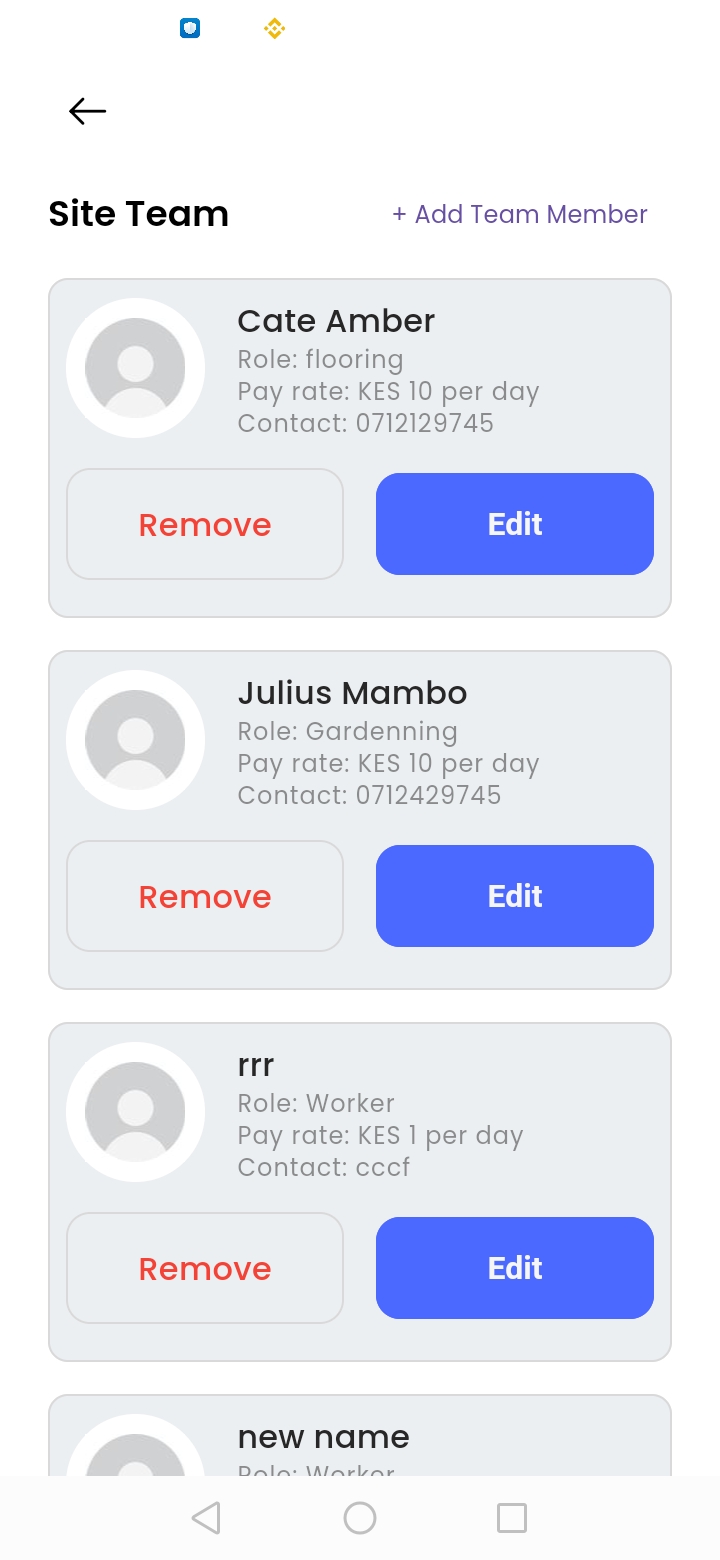 Site Team
+ Add Team Member
Cate Amber
Role: flooring
Pay rate: KES 10 per day
Contact: 0712129745
Remove
Edit
Julius Mambo
Role: Gardenning
Pay rate: KES 10 per day
Contact: 0712429745
Remove
Edit
rrr
Role: Worker
Pay rate: KES 1 per day
Contact: cccf
Remove
Edit
new name
Role: Worker